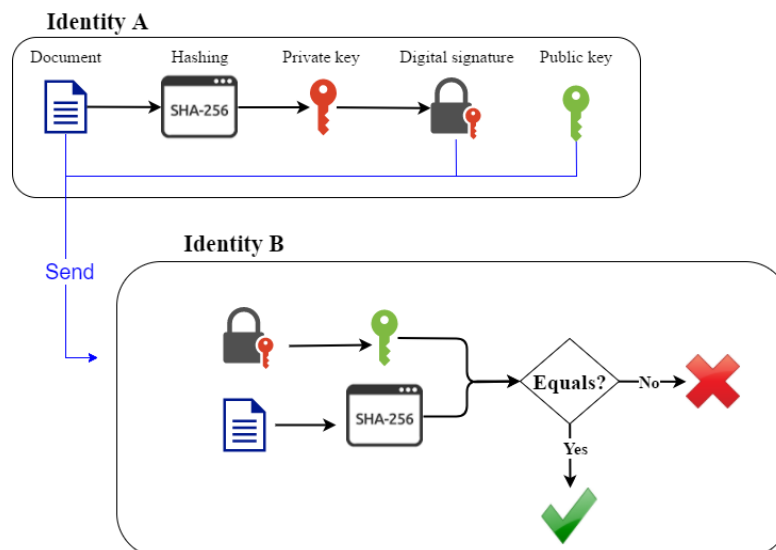 Identity A
Document Hashing Private key Digital signature Public key
SHA-256
Identity B
Send
SHA-256
Equals?
No
Yes